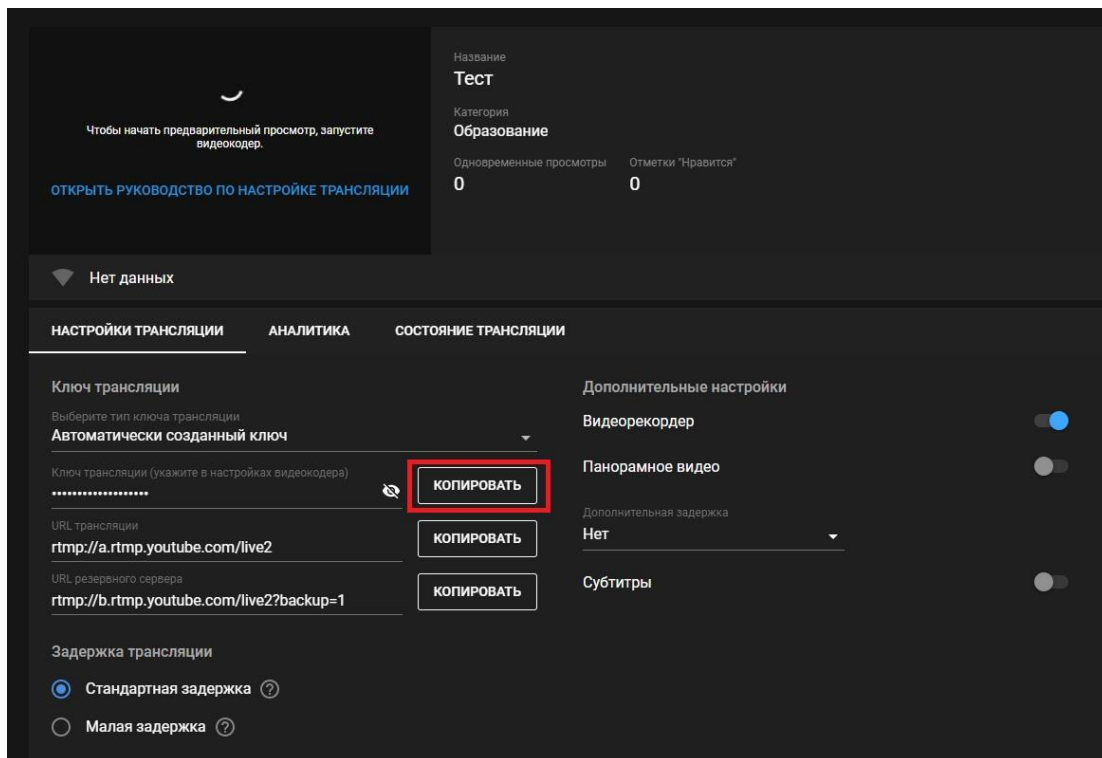 Чтобы начать предварительный просмотр, запустите
видеокодер.
ОТКРЫТЬ РУКОВОДСТВО ПО НАСТРОЙКЕ ТРАНСЛЯЦИИ
Название
Тест
Категория
Образование
Одновременные просмотры Отметки "Нравится"
0 0
Нет данных
НАСТРОЙКИ ТРАНСЛЯЦИИ АНАЛИТИКА СОСТОЯНИЕ ТРАНСЛЯЦИИ
Ключ трансляции
Выберите тип ключа трансляции
Автоматически созданный ключ
Ключ трансляции (укажите в настройках видеокодера)
••••••••••••••••••• КОПИРОВАТЬ
URL трансляции
rtmp://a.rtmp.youtube.com/live2 КОПИРОВАТЬ
URL резервного сервера
rtmp://b.rtmp.youtube.com/live2?backup=1 КОПИРОВАТЬ
Задержка трансляции
Стандартная задержка ?
Малая задержка ?
Дополнительные настройки
Видеорекордер
Панорамное видео
Дополнительная задержка
Нет
Субтитры